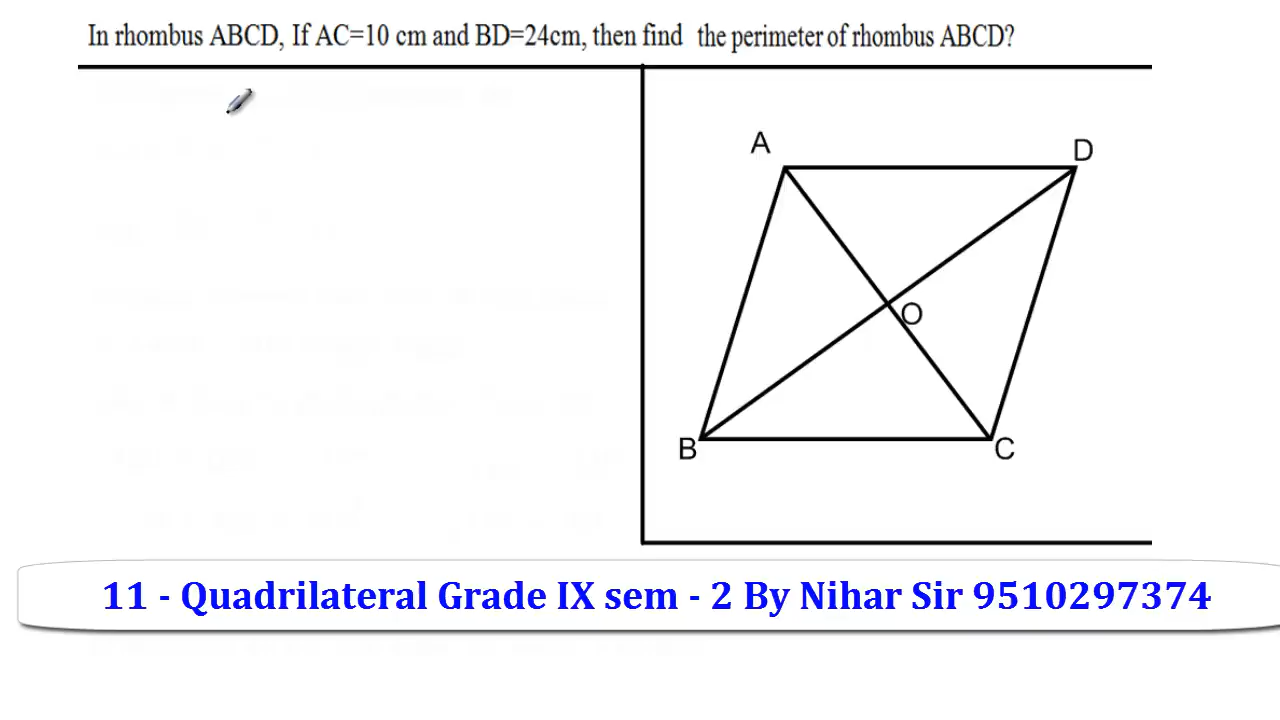 In rhombus ABCD, If AC=10 cm and BD=24cm, then find the perimeter of rhombus ABCD?
A
D
O
B
C
11 - Quadrilateral Grade IX sem - 2 By Nihar Sir 9510297374